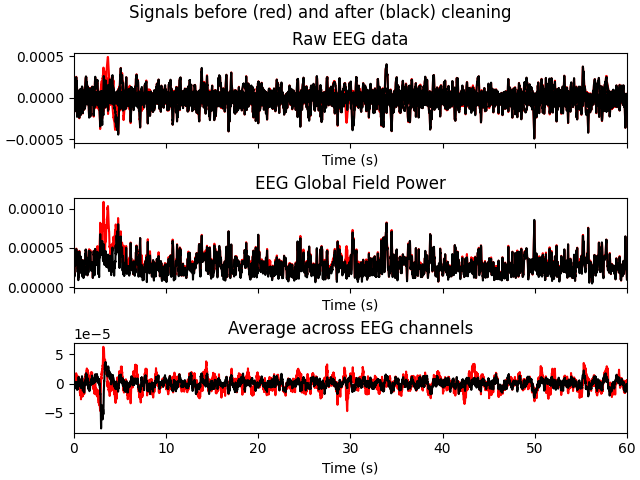 Signals before (red) and after (black) cleaning
Raw EEG data
0.0005
0.0000
−0.0005
Time (s)
EEG Global Field Power
0.00010
0.00005
0.00000
Time (s)
Average across EEG channels
1e−5
5
0
−5
0 10 20 30 40 50 60
Time (s)